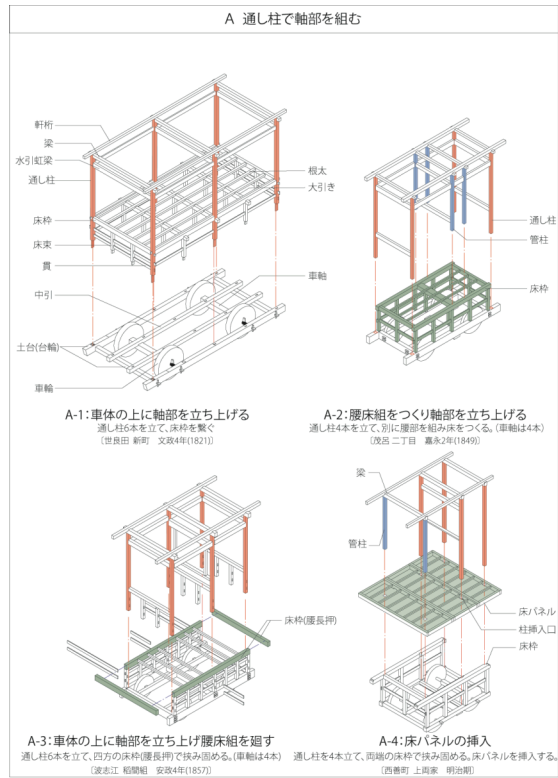 A 通し柱で軸部を組む
軒桁
梁
水引虹梁
通し柱
床枠
床束
貫
中引
土台(台輪)
車輪
根太
大引き
車軸
A-1：車体の上に軸部を立ち上げる
通し柱6本を立て、床枠を繋ぐ
〔世良田 新町 文政4年(1821)〕
通し柱
管柱
床枠
A-2：腰床組をつくり軸部を立ち上げる
通し柱4本を立て、別に腰部を組み床をつくる。(車軸は4本)
〔茂呂 二丁目 嘉永2年(1849)〕
床枠(腰長押)
A-3：車体の上に軸部を立ち上げ腰床組を廻す
通し柱6本を立て、四方の床枠(腰長押)で挟み固める。(車軸は4本)
〔波志江 稲間組 安政4年(1857)〕
梁
管柱
床パネル
柱挿入口
床枠
A-4：床パネルの挿入
通し柱を4本立て、両端の床枠で挟み固める。床パネルを挿入する。
〔西善町 上両家 明治期〕